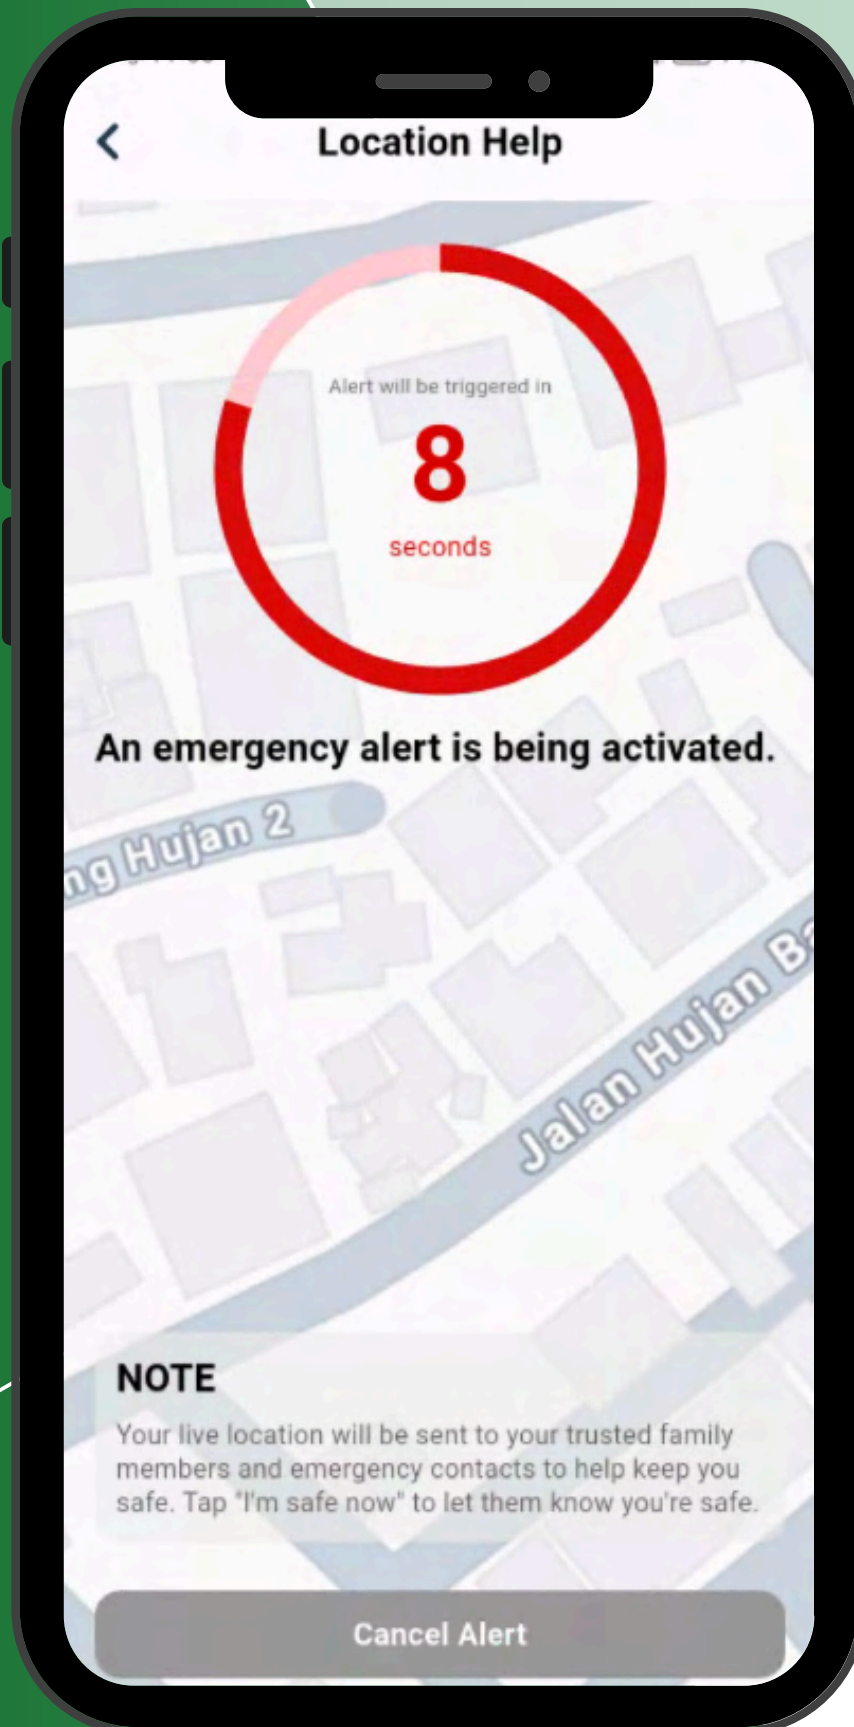 Location Help
Alert will be triggered in
8
seconds
An emergency alert is being activated.
Hujan 2
Jalan Hujan
NOTE
Your live location will be sent to your trusted family
members and emergency contacts to help keep you
safe. Tap "I'm safe now" to let them know you're safe.
Cancel Alert